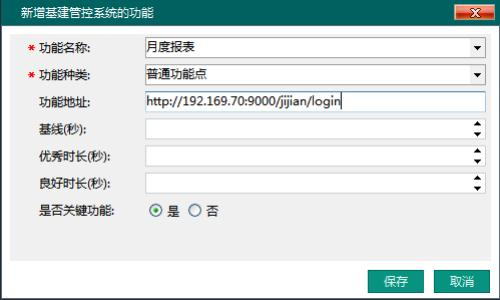 新增基建管控系统的功能
* 功能名称: 月度报表
* 功能种类: 普通功能点
功能地址: http://192.169.70:9000/jijian/login
基线(秒):
优秀时长(秒):
良好时长(秒):
是否关键功能: 是 否
保存 取消